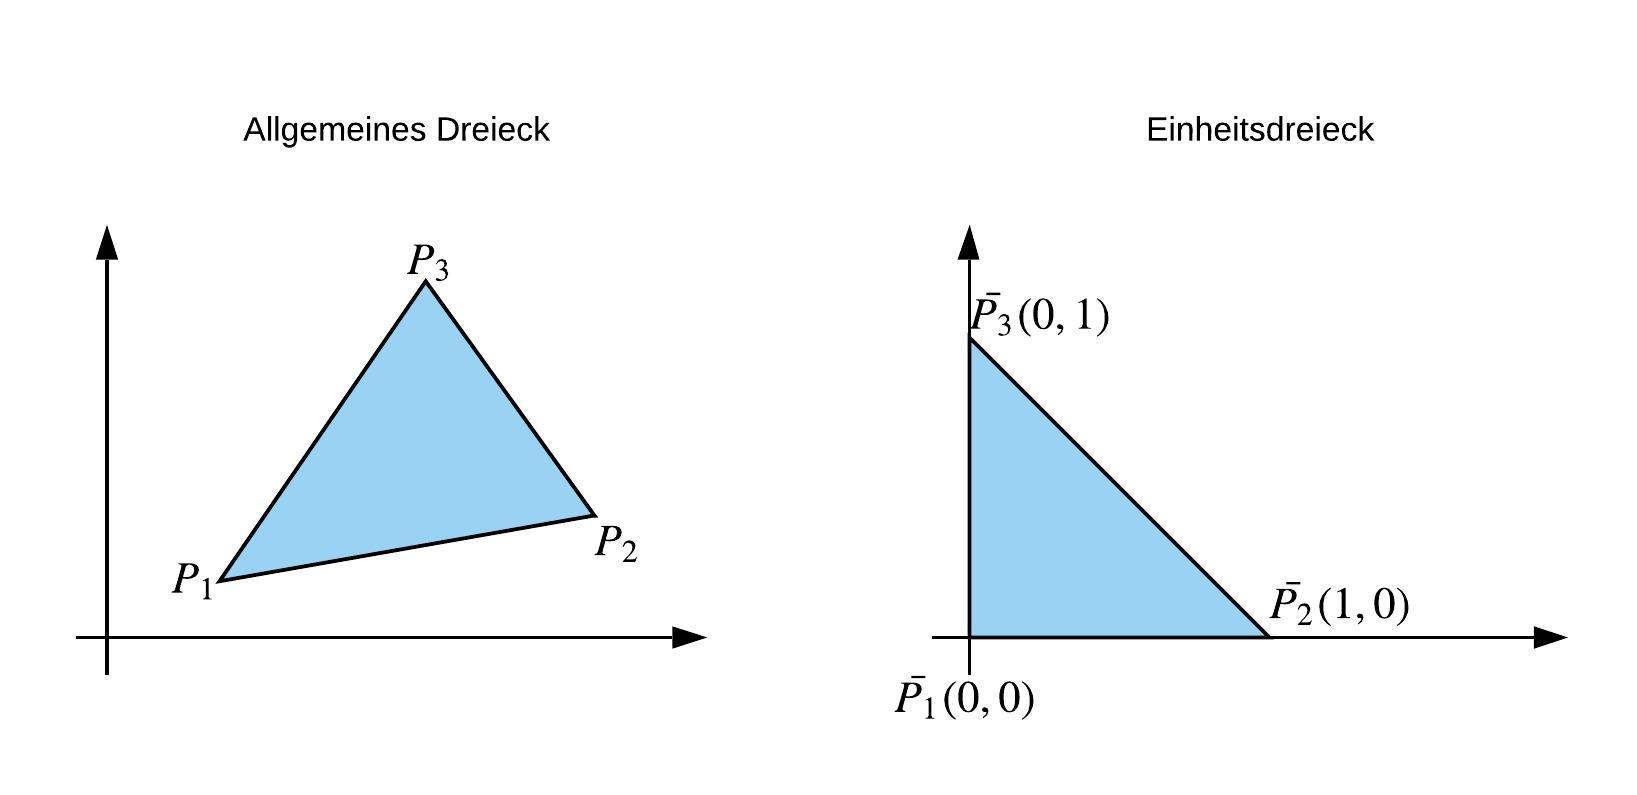 Allgemeines Dreieck
P₃
P₂
P₁
Einheitsdreieck
P̄₃(0, 1)
P̄₂(1, 0)
P̄₁(0, 0)